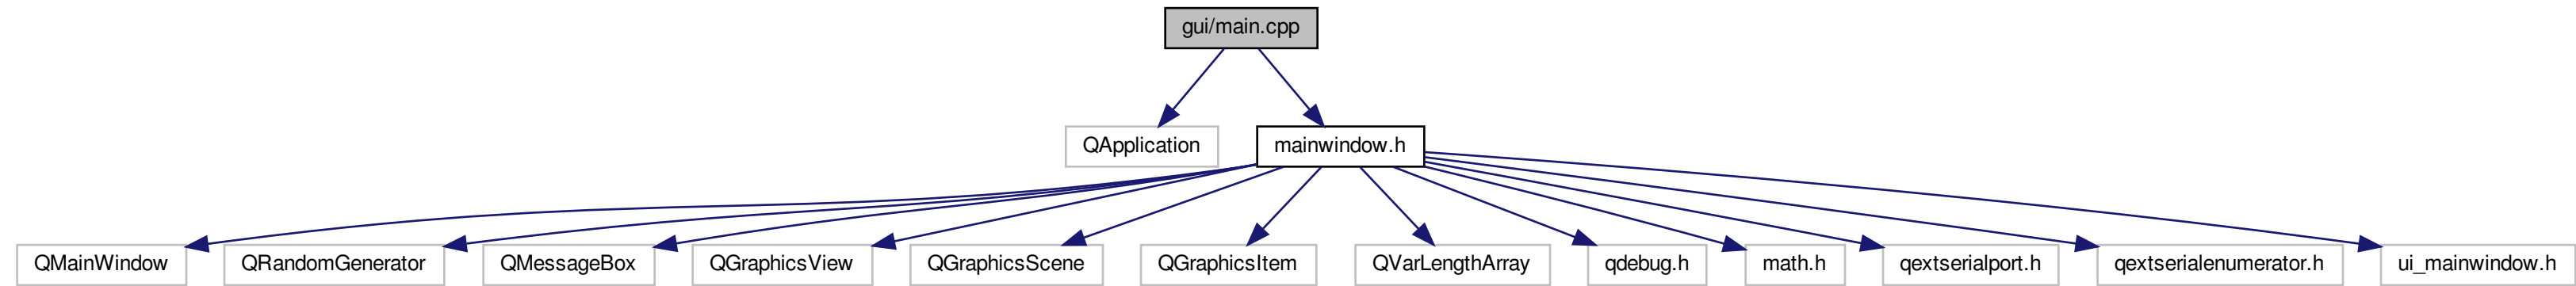 gui/main.cpp
QApplication
mainwindow.h
QMainWindow
QRandomGenerator
QMessageBox
QGraphicsView
QGraphicsScene
QGraphicsItem
QVarLengthArray
qdebug.h
math.h
qextserialport.h
qextserialenumerator.h
ui_mainwindow.h